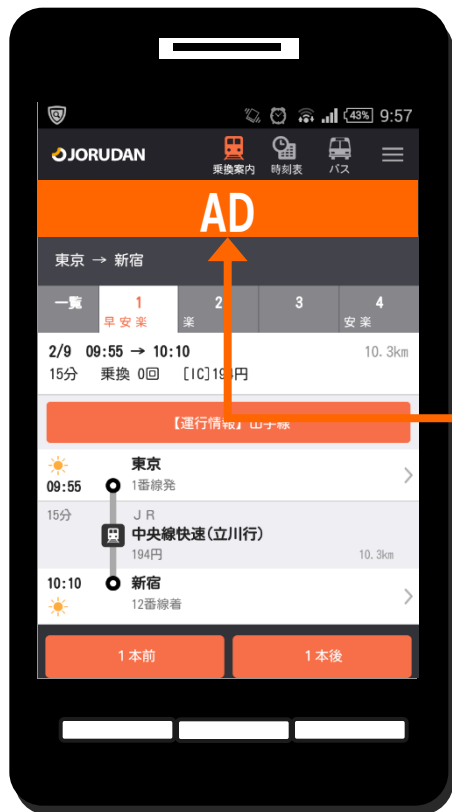 43% 9:57
JORUDAN
乗換案内 時刻表 バス
AD
東京 → 新宿
一覧 1 2 3 4
早安楽 楽 安楽
2/9 09:55 → 10:10 10.3km
15分 乗換 0回 [IC]194円
【運行情報】山手線
東京
09:55 1番線発
15分 JR
中央線快速(立川行)
194円 10.3km
10:10 新宿
12番線着
1本前 1本後